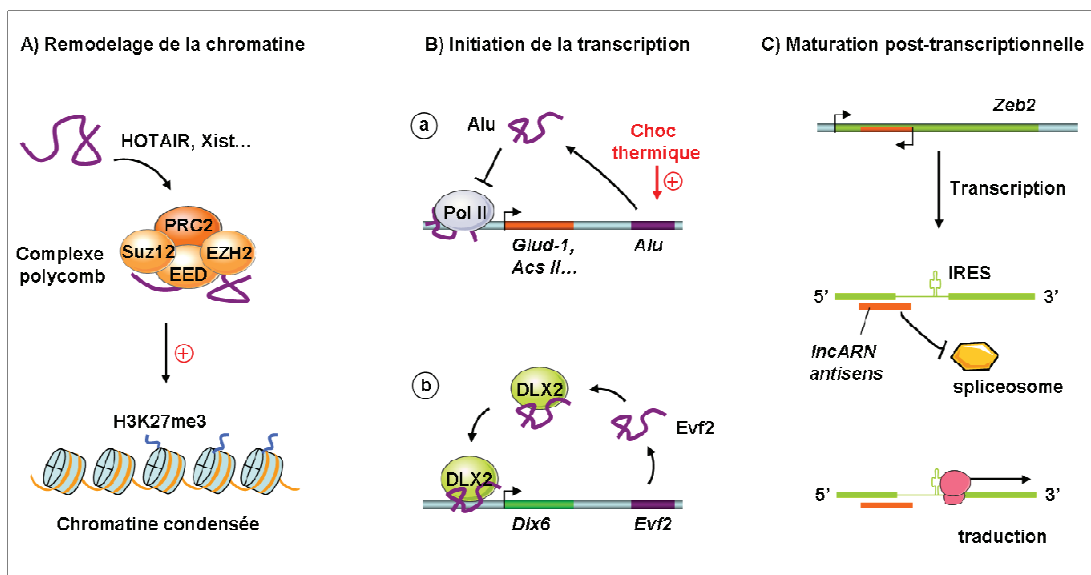 A) Remodelage de la chromatine
HOTAIR, Xist...
PRC2
Suz12
EZH2
EED
Complexe
polycomb
+
H3K27me3
Chromatine condensée
B) Initiation de la transcription
a
Alu
Choc
thermique
+
Pol II
Glud-1,
Acs II...
Alu
b
DLX2
Evf2
DLX2
Dlx6
Evf2
C) Maturation post-transcriptionnelle
Zeb2
Transcription
IRES
5’
3’
lncARN
antisens
spliceosome
5’
3’
traduction